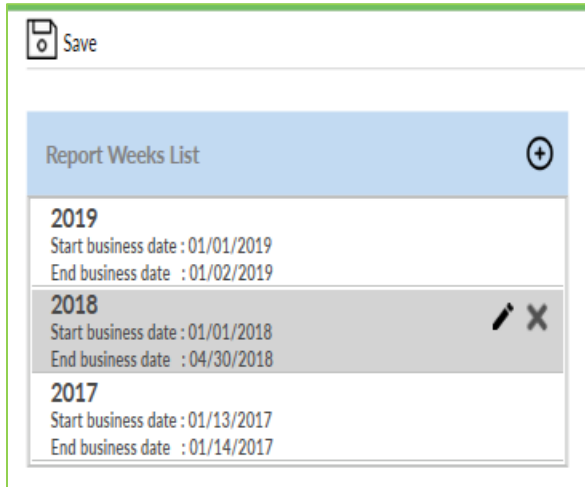 Save
Report Weeks List
2019
Start business date : 01/01/2019
End business date : 01/02/2019
2018
Start business date : 01/01/2018
End business date : 04/30/2018
2017
Start business date : 01/13/2017
End business date : 01/14/2017